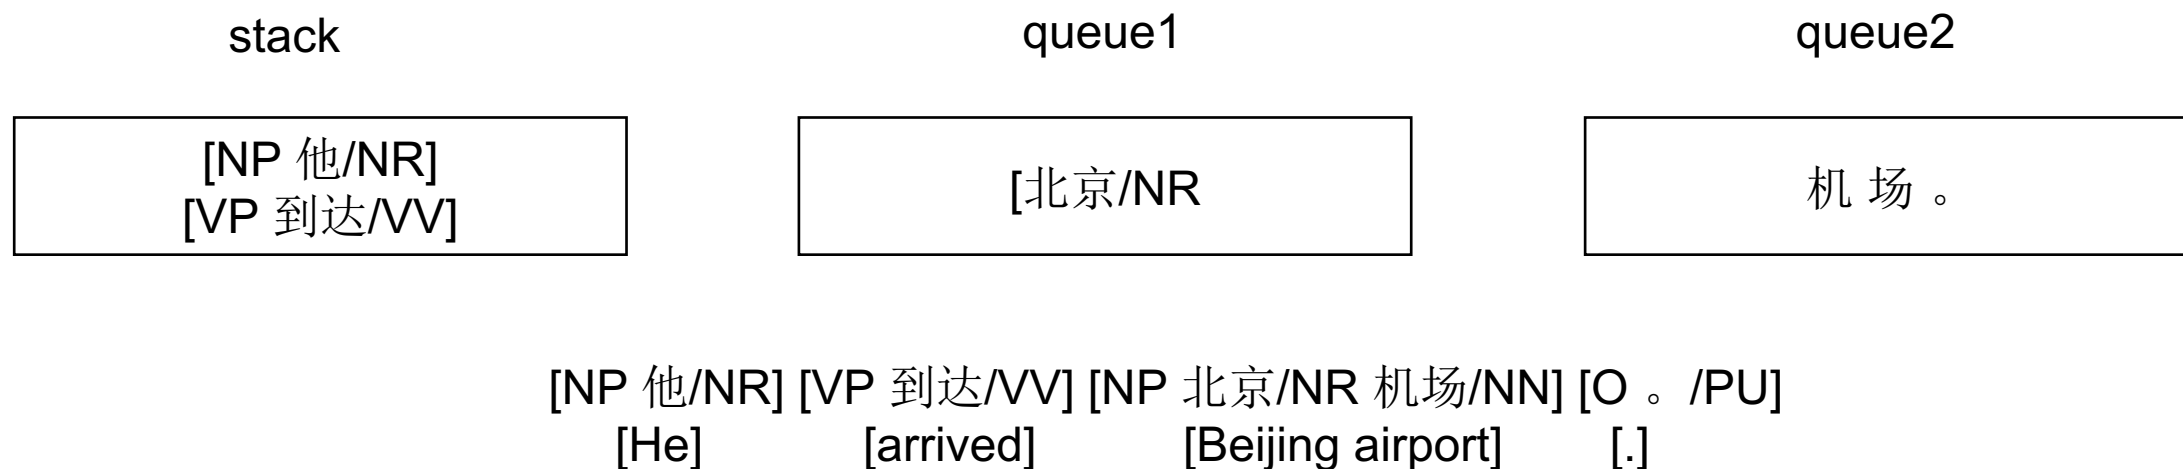 stack queue1 queue2
[NP 他/NR]
[VP 到达/VV]
[北京/NR
机 场 。
[NP 他/NR] [VP 到达/VV] [NP 北京/NR 机场/NN] [O 。/PU]
[He] [arrived] [Beijing airport] [.]